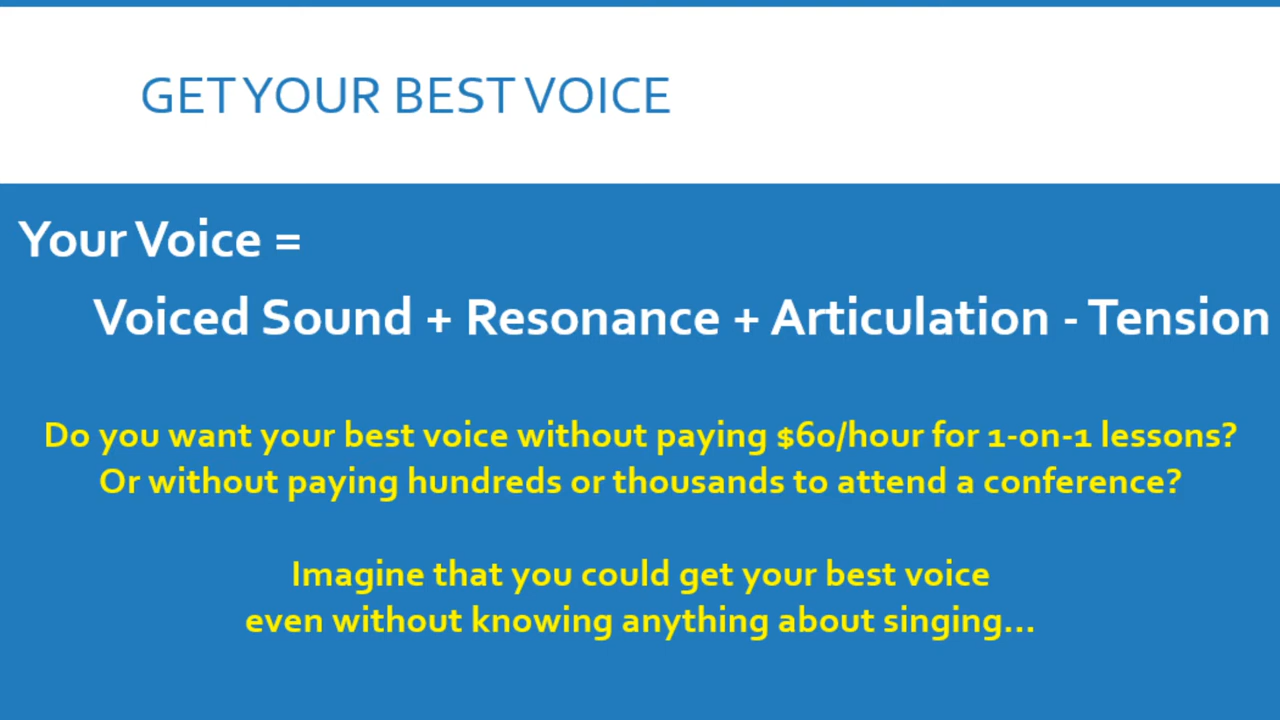 GET YOUR BEST VOICE
Your Voice =
Voiced Sound + Resonance + Articulation - Tension
Do you want your best voice without paying $60/hour for 1-on-1 lessons?
Or without paying hundreds or thousands to attend a conference?
Imagine that you could get your best voice
even without knowing anything about singing...